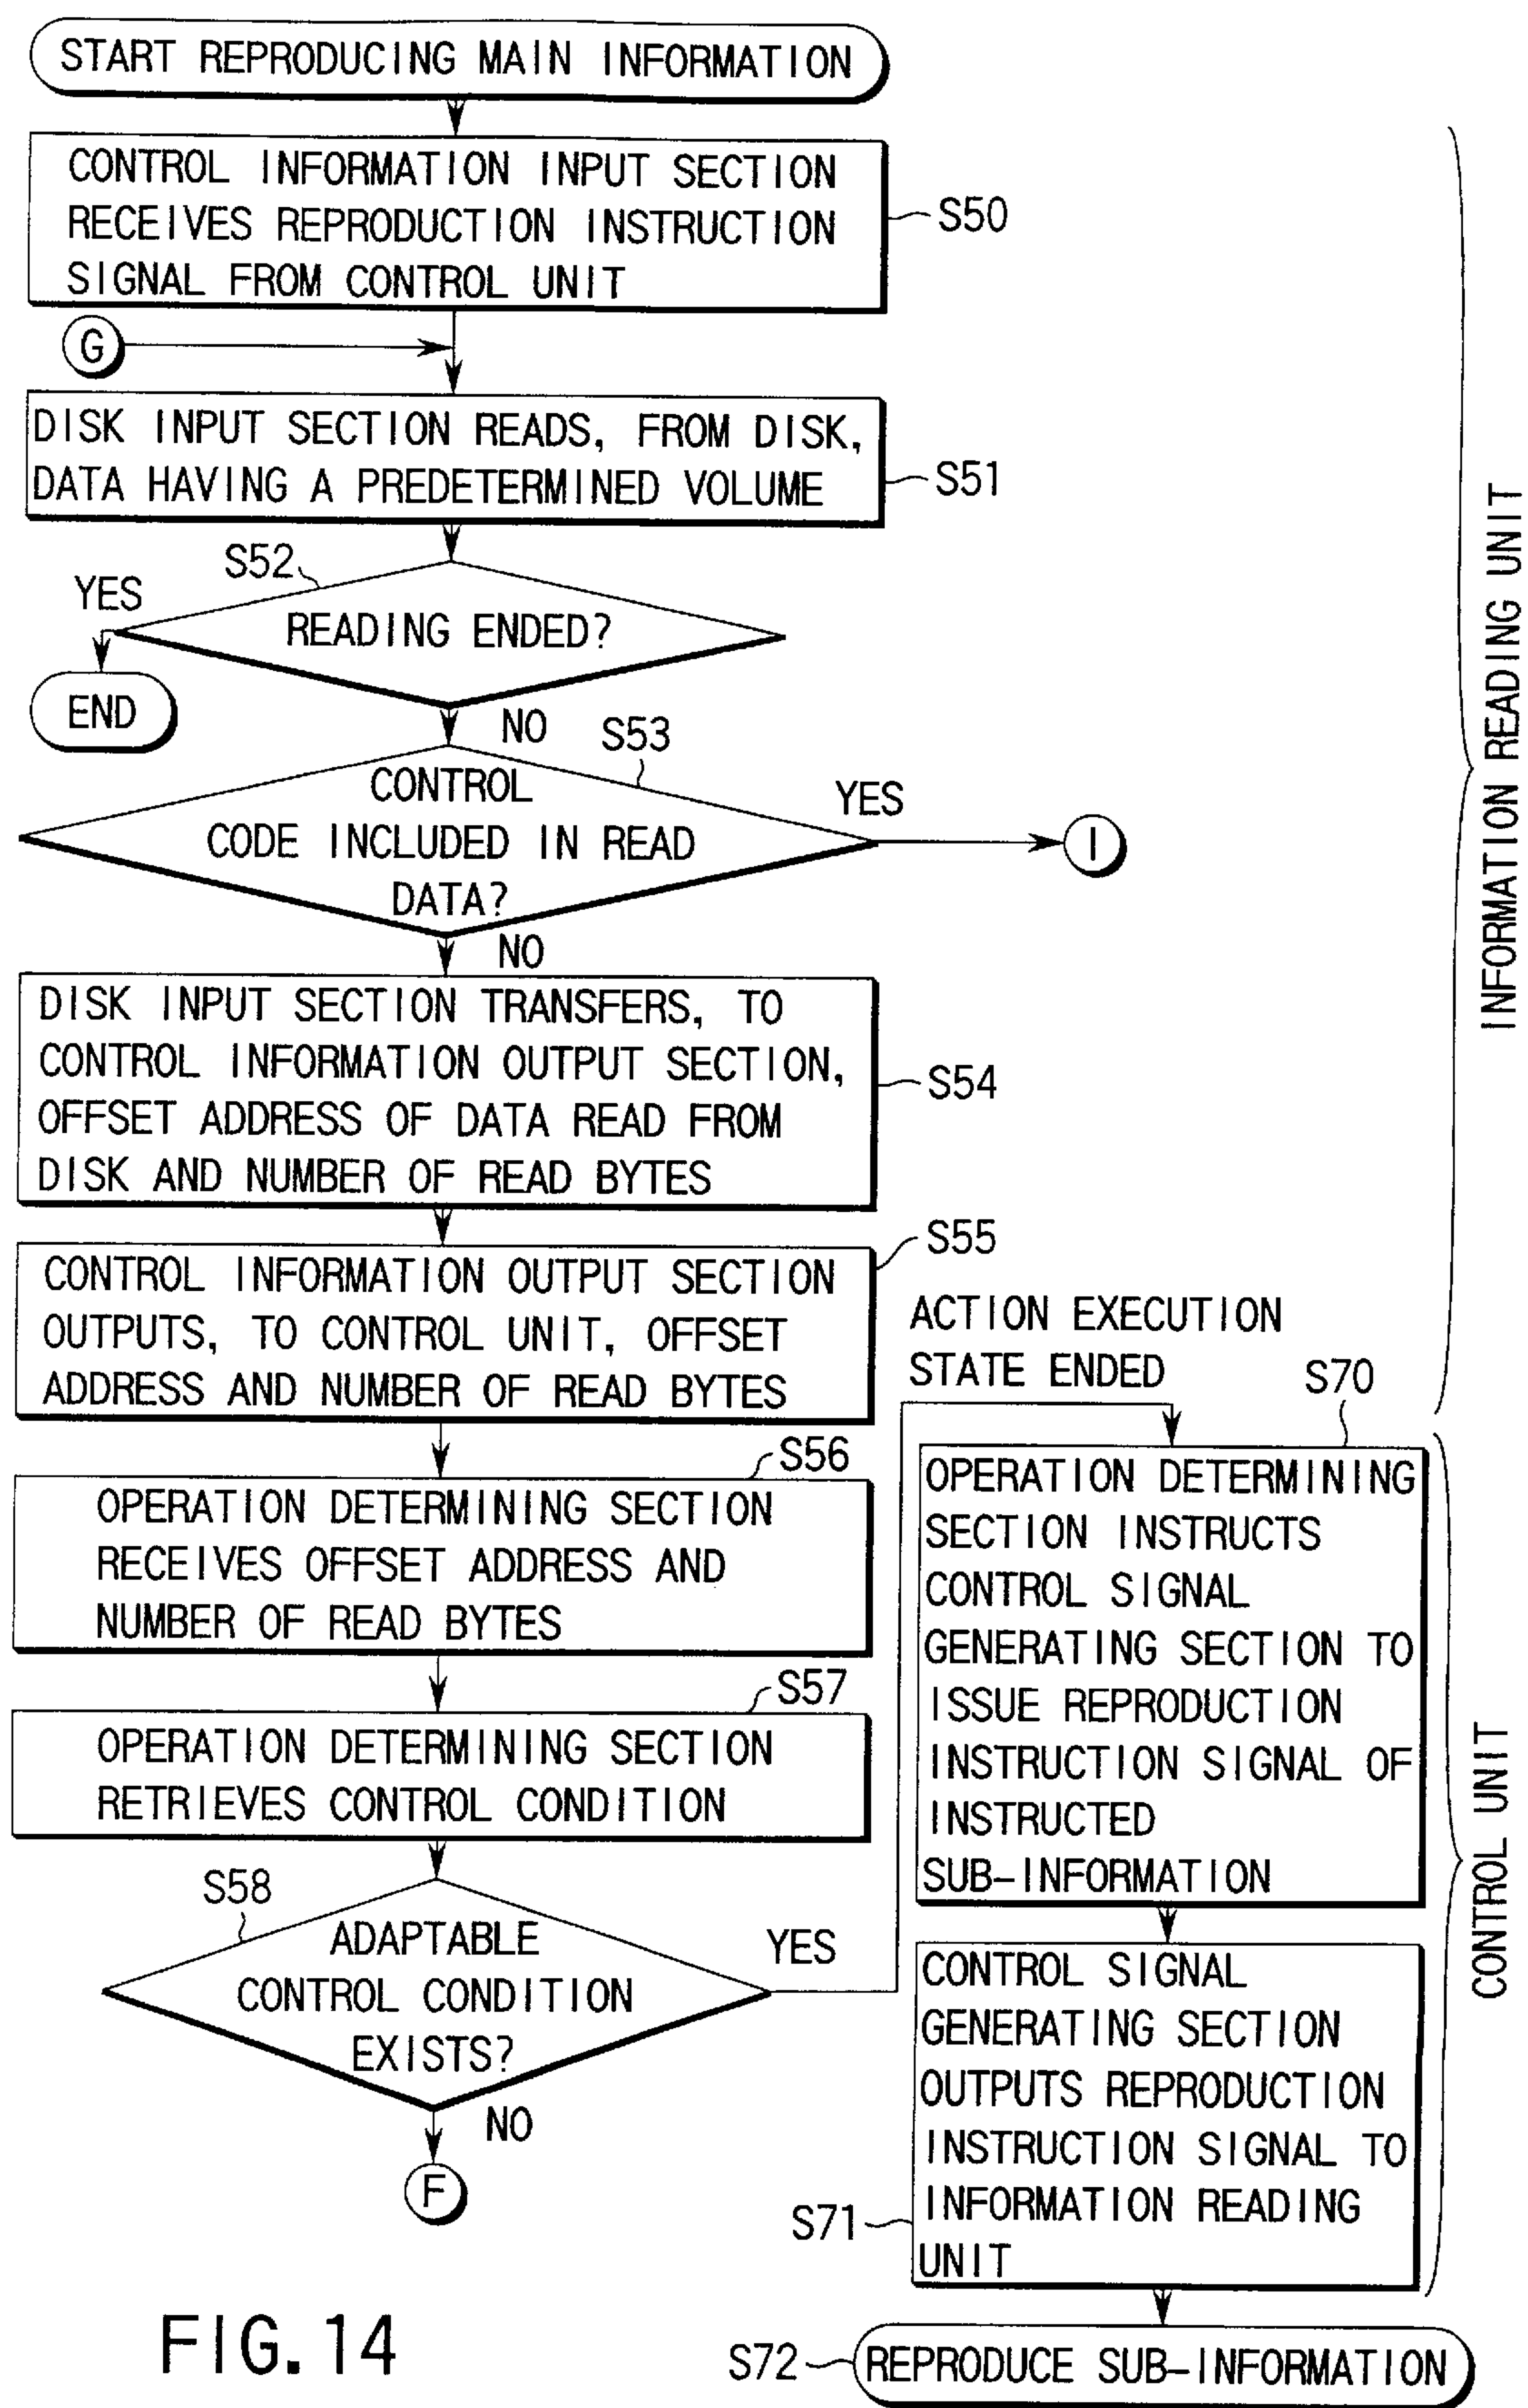 START REPRODUCING MAIN INFORMATION
CONTROL INFORMATION INPUT SECTION
RECEIVES REPRODUCTION INSTRUCTION
SIGNAL FROM CONTROL UNIT
S50
G
DISK INPUT SECTION READS, FROM DISK,
DATA HAVING A PREDETERMINED VOLUME
S51
S52
YES
READING ENDED?
END
NO
S53
CONTROL
CODE INCLUDED IN READ
DATA?
YES
I
NO
DISK INPUT SECTION TRANSFERS, TO
CONTROL INFORMATION OUTPUT SECTION,
OFFSET ADDRESS OF DATA READ FROM
DISK AND NUMBER OF READ BYTES
S54
S55
CONTROL INFORMATION OUTPUT SECTION
OUTPUTS, TO CONTROL UNIT, OFFSET
ADDRESS AND NUMBER OF READ BYTES
S56
OPERATION DETERMINING SECTION
RECEIVES OFFSET ADDRESS AND
NUMBER OF READ BYTES
S57
OPERATION DETERMINING SECTION
RETRIEVES CONTROL CONDITION
S58
ADAPTABLE
CONTROL CONDITION
EXISTS?
YES
NO
F
INFORMATION READING UNIT
ACTION EXECUTION
STATE ENDED
S70
OPERATION DETERMINING
SECTION INSTRUCTS
CONTROL SIGNAL
GENERATING SECTION TO
ISSUE REPRODUCTION
INSTRUCTION SIGNAL OF
INSTRUCTED
SUB-INFORMATION
CONTROL SIGNAL
GENERATING SECTION
OUTPUTS REPRODUCTION
INSTRUCTION SIGNAL TO
INFORMATION READING
UNIT
S71
CONTROL UNIT
S72
REPRODUCE SUB-INFORMATION
FIG. 14